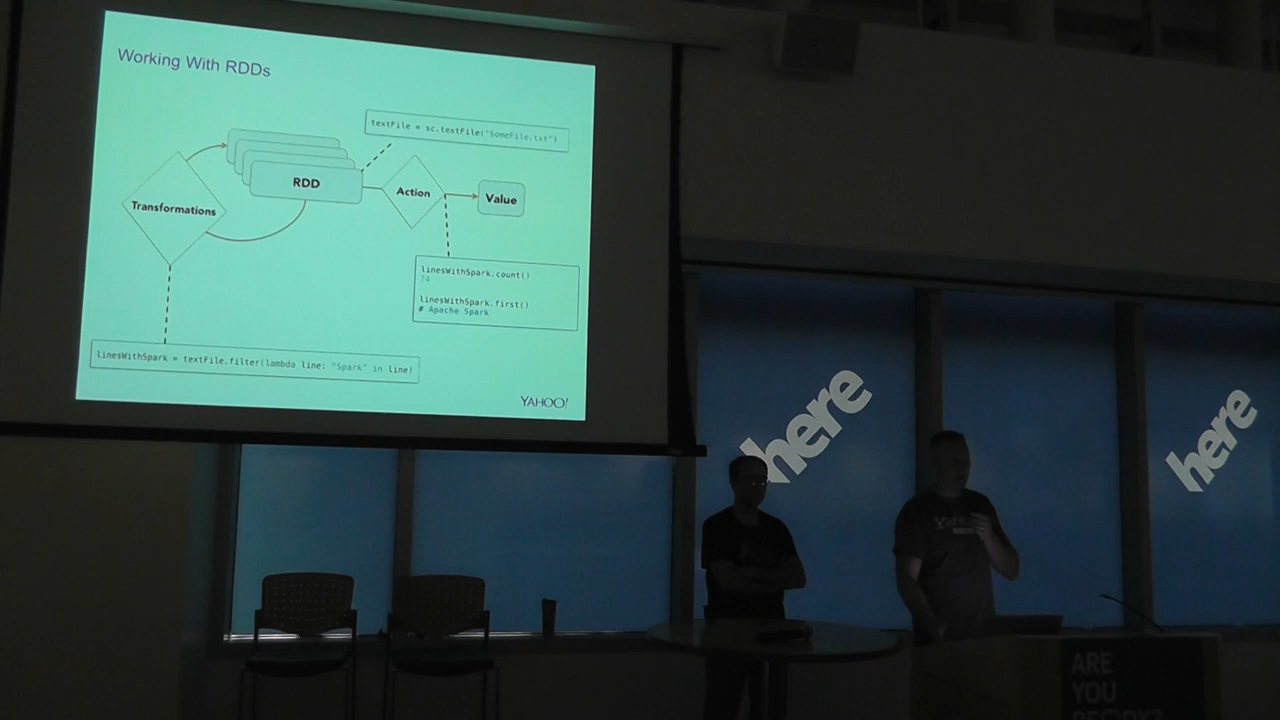 Working With RDDs
textFile = sc.textFile("SomeFile.txt")
RDD
Action
Value
Transformations
linesWithSpark.count()
74
linesWithSpark.first()
# Apache Spark
linesWithSpark = textFile.filter(lambda line: "Spark" in line)
YAHOO!
here
here
ARE
YOU